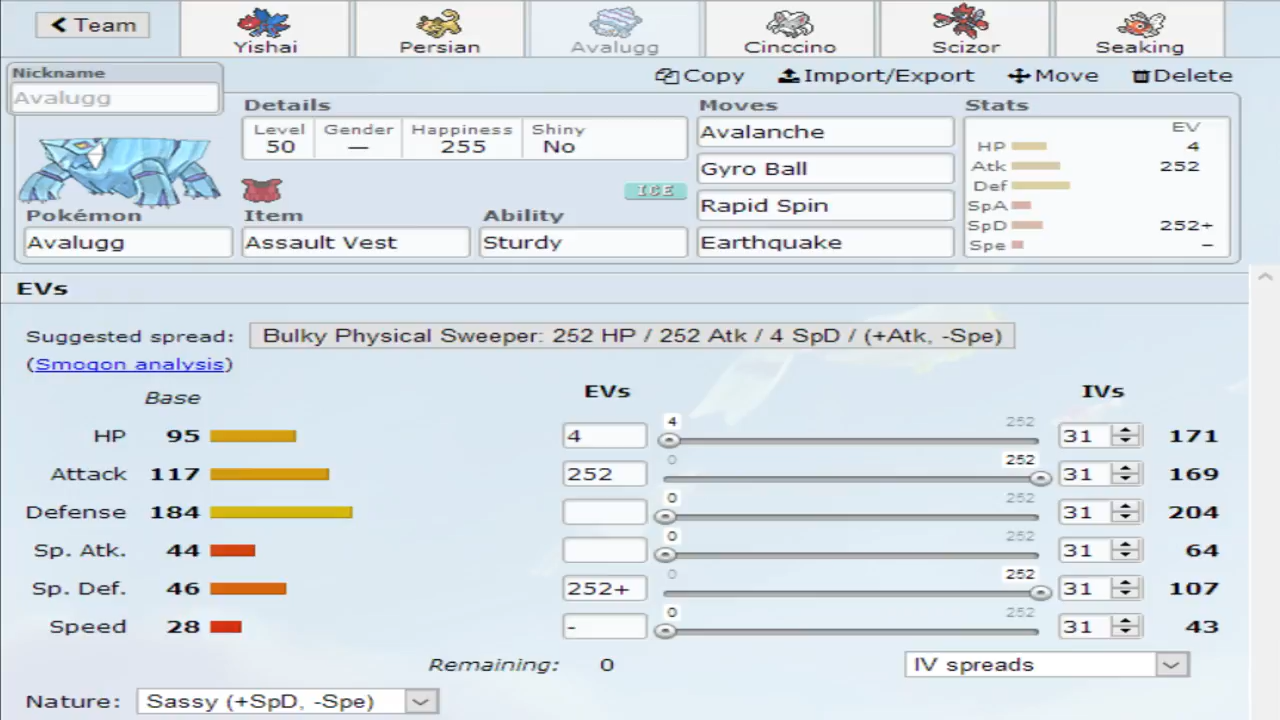 Team
Yishai
Persian
Avalugg
Cinccino
Scizor
Seaking
Copy
Import/Export
Move
Delete
Nickname
Avalugg
Details
Moves
Stats
Level
Gender
Happiness
Shiny
50
—
255
No
Avalanche
Gyro Ball
Rapid Spin
Earthquake
EV
HP 4
Atk 252
Def
SpA
SpD 252+
Spe –
ICE
Pokémon
Item
Ability
Avalugg
Assault Vest
Sturdy
EVs
Suggested spread: Bulky Physical Sweeper: 252 HP / 252 Atk / 4 SpD / (+Atk, -Spe)
(Smogon analysis)
Base EVs IVs
HP 95 4 4 252 31 171
Attack 117 252 0 252 31 169
Defense 184 0 252 31 204
Sp. Atk. 44 0 252 31 64
Sp. Def. 46 252+ 0 252 31 107
Speed 28 - 0 252 31 43
Remaining: 0 IV spreads
Nature: Sassy (+SpD, -Spe)